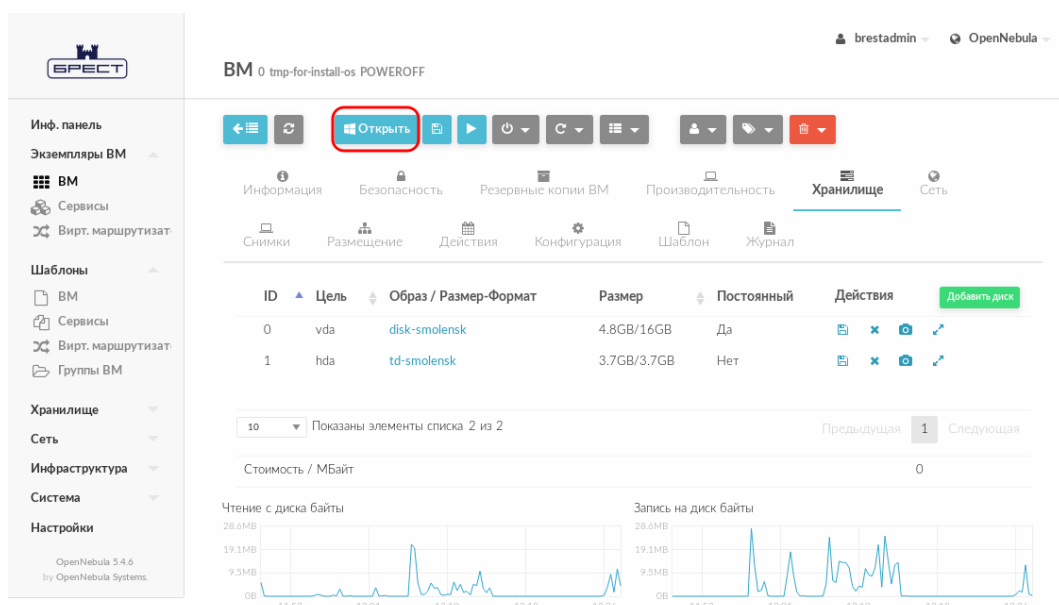 brestadmin
OpenNebula
БРЕСТ
ВМ 0 tmp-for-install-os POWEROFF
Инф. панель
Экземпляры ВМ
ВМ
Сервисы
Вирт. маршрутизат
Шаблоны
ВМ
Сервисы
Вирт. маршрутизат
Группы ВМ
Хранилище
Сеть
Инфраструктура
Система
Настройки
OpenNebula 5.4.6
by OpenNebula Systems.
Открыть
Информация Безопасность Резервные копии ВМ Производительность Хранилище Сеть
Снимки Размещение Действия Конфигурация Шаблон Журнал
ID Цель Образ / Размер-Формат Размер Постоянный Действия Добавить диск
0 vda disk-smolensk 4.8GB/16GB Да
1 hda td-smolensk 3.7GB/3.7GB Нет
10 Показаны элементы списка 2 из 2 Предыдущая 1 Следующая
Стоимость / МБайт 0
Чтение с диска байты
28.6MB
19.1MB
9.5MB
0B
Запись на диск байты
28.6MB
19.1MB
9.5MB
0B